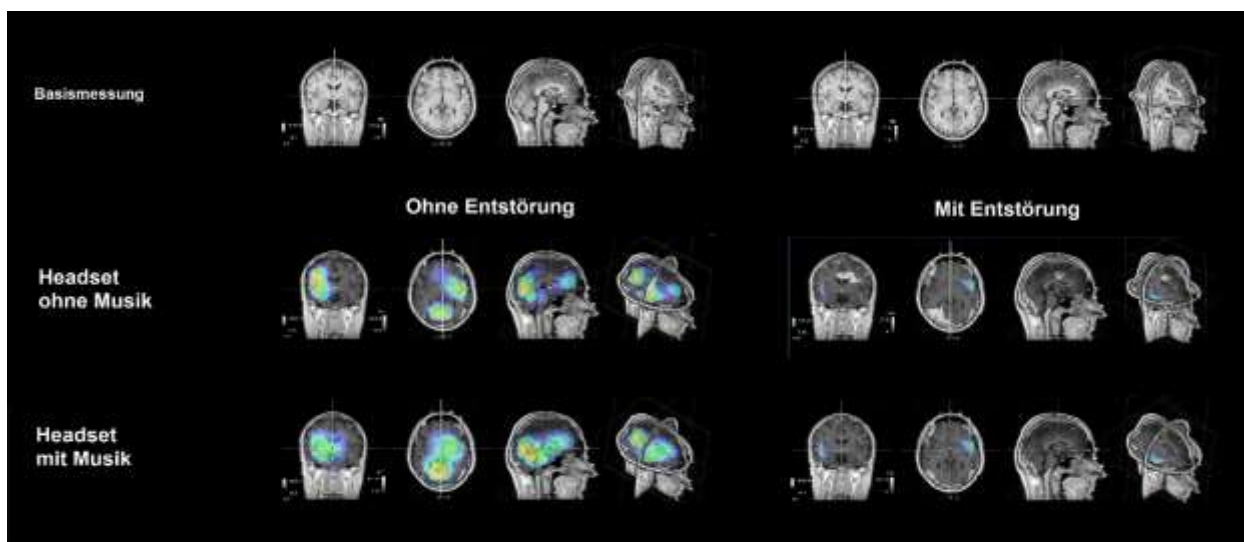 Basismessung
Ohne Entstörung
Mit Entstörung
Headset
ohne Musik
Headset
mit Musik